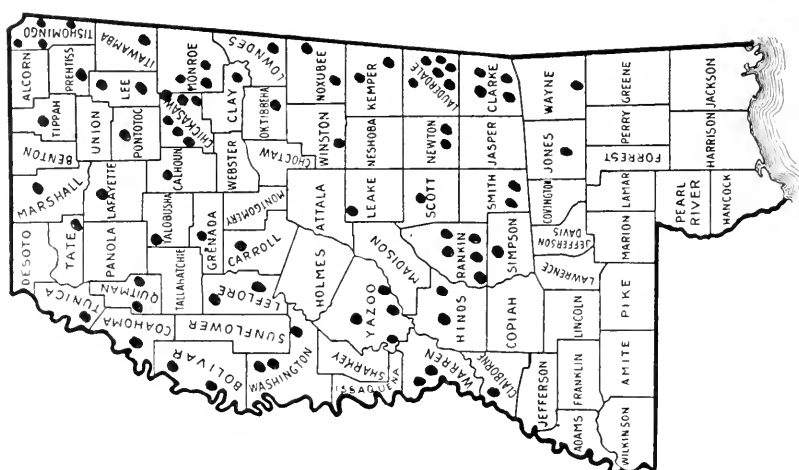 TISHOMINGO
ALCORN
PRENTISS
ITAWAMBA
TIPPAH
UNION
LEE
MONROE
LOWNDES
NOXUBEE
KEMPER
LAUDERDALE
CLARKE
WAYNE
GREENE
JACKSON
PONTOTOC
CHICKASAW
CLAY
OKTIBBEHA
BENTON
MARSHALL
LAFAYETTE
CALHOUN
WEBSTER
CHOCTAW
WINSTON
NESHOBA
NEWTON
JASPER
JONES
PERRY
FORREST
HARRISON
DESOTO
TATE
PANOLA
YALOBUSHA
GRENADA
MONTGOMERY
CARROLL
ATTALA
LEAKE
SCOTT
SMITH
COVINGTON
JEFFERSON
DAVIS
LAMAR
MARION
PEARL
RIVER
HANCOCK
TUNICA
QUITMAN
TALLAHATCHIE
LEFLORE
HOLMES
MADISON
RANKIN
SIMPSON
LAWRENCE
COAHOMA
SUNFLOWER
YAZOO
HINDS
COPIAH
LINCOLN
PIKE
BOLIVAR
WASHINGTON
SHARKEY
ISSAQUENA
WARREN
CLAIBORNE
JEFFERSON
FRANKLIN
AMITE
ADAMS
WILKINSON